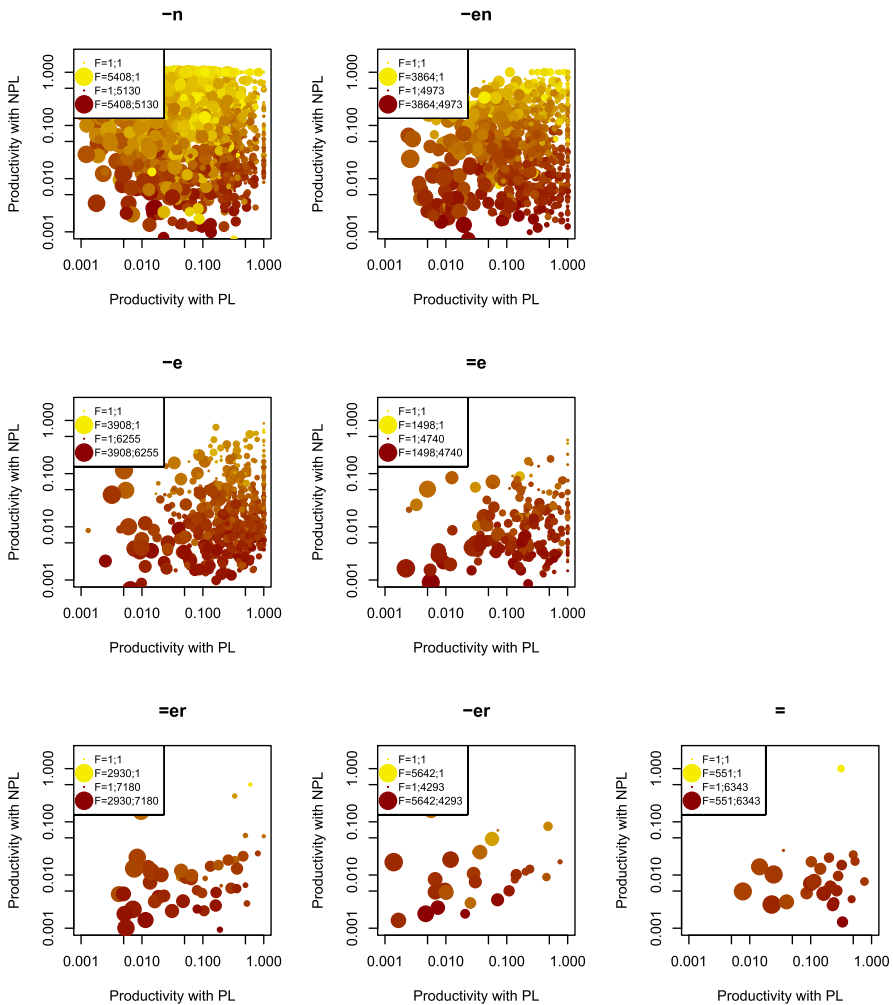 −n
F=1;1
F=5408;1
F=1;5130
F=5408;5130
Productivity with NPL
0.001 0.010 0.100 1.000
0.001 0.010 0.100 1.000
Productivity with PL
−en
F=1;1
F=3864;1
F=1;4973
F=3864;4973
Productivity with NPL
0.001 0.010 0.100 1.000
0.001 0.010 0.100 1.000
Productivity with PL
−e
F=1;1
F=3908;1
F=1;6255
F=3908;6255
Productivity with NPL
0.001 0.010 0.100 1.000
0.001 0.010 0.100 1.000
Productivity with PL
=e
F=1;1
F=1498;1
F=1;4740
F=1498;4740
Productivity with NPL
0.001 0.010 0.100 1.000
0.001 0.010 0.100 1.000
Productivity with PL
=er
F=1;1
F=2930;1
F=1;7180
F=2930;7180
Productivity with NPL
0.001 0.010 0.100 1.000
0.001 0.010 0.100 1.000
Productivity with PL
−er
F=1;1
F=5642;1
F=1;4293
F=5642;4293
Productivity with NPL
0.001 0.010 0.100 1.000
0.001 0.010 0.100 1.000
Productivity with PL
=
F=1;1
F=551;1
F=1;6343
F=551;6343
Productivity with NPL
0.001 0.010 0.100 1.000
0.001 0.010 0.100 1.000
Productivity with PL